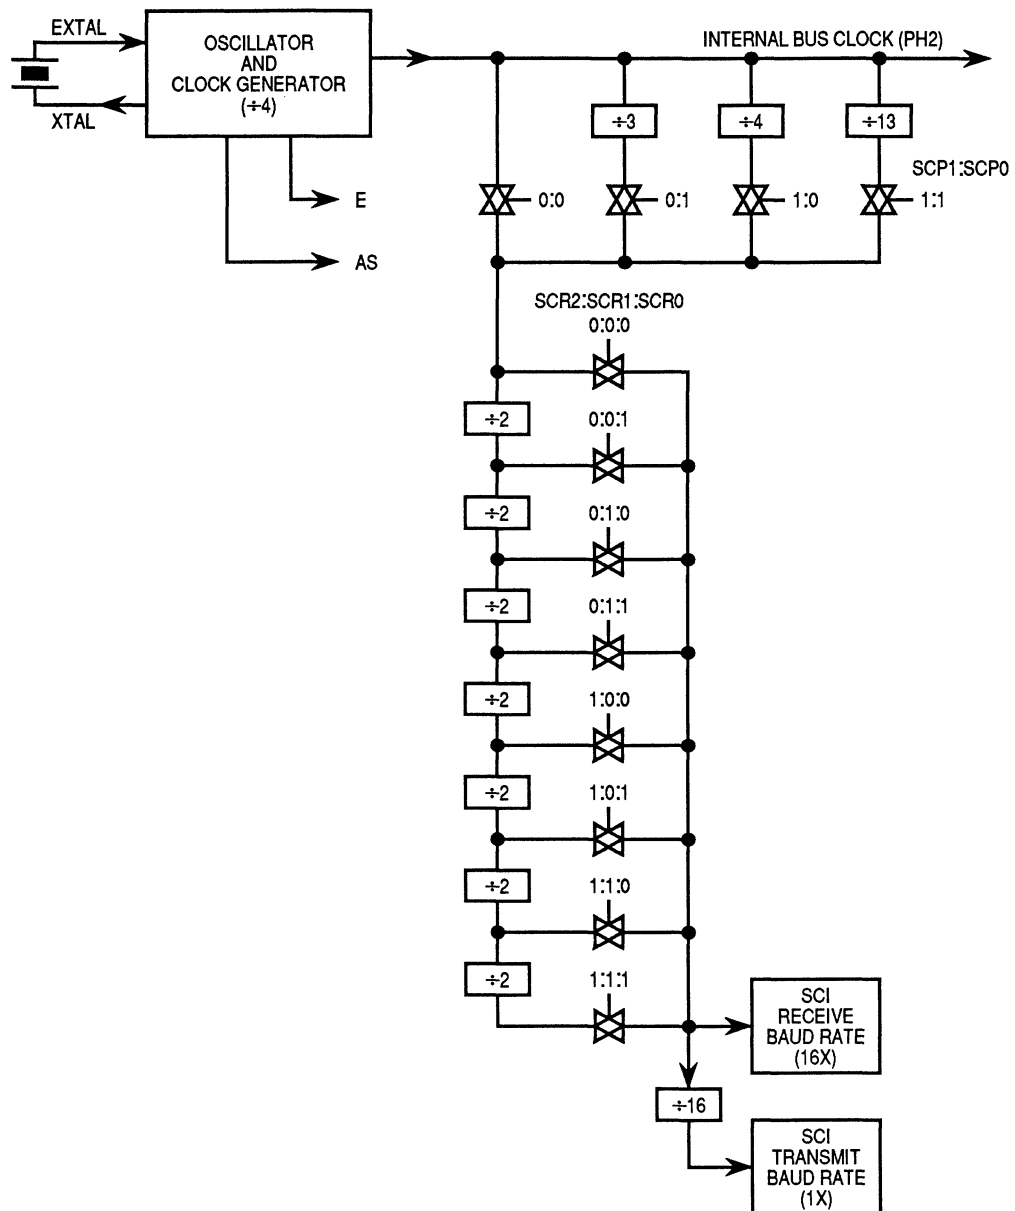 EXTAL
XTAL
OSCILLATOR
AND
CLOCK GENERATOR
(÷4)
INTERNAL BUS CLOCK (PH2)
÷3
÷4
÷13
SCP1:SCP0
0:0
0:1
1:0
1:1
E
AS
SCR2:SCR1:SCR0
0:0:0
÷2
0:0:1
÷2
0:1:0
÷2
0:1:1
÷2
1:0:0
÷2
1:0:1
÷2
1:1:0
÷2
1:1:1
SCI
RECEIVE
BAUD RATE
(16X)
÷16
SCI
TRANSMIT
BAUD RATE
(1X)